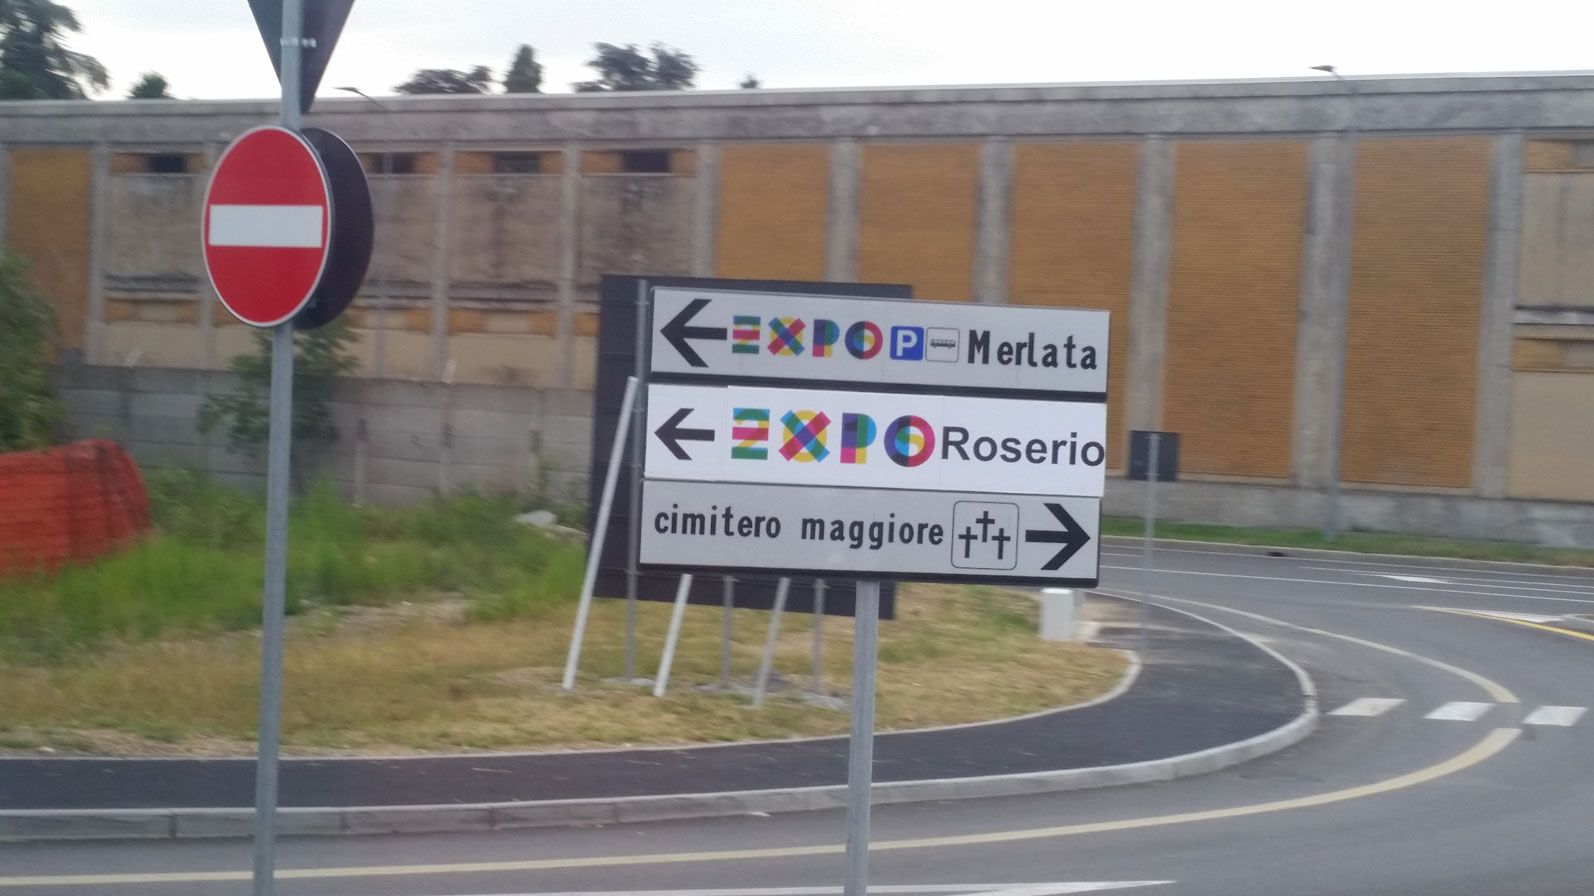 EXPO P Merlata
EXPO Roserio
cimitero maggiore